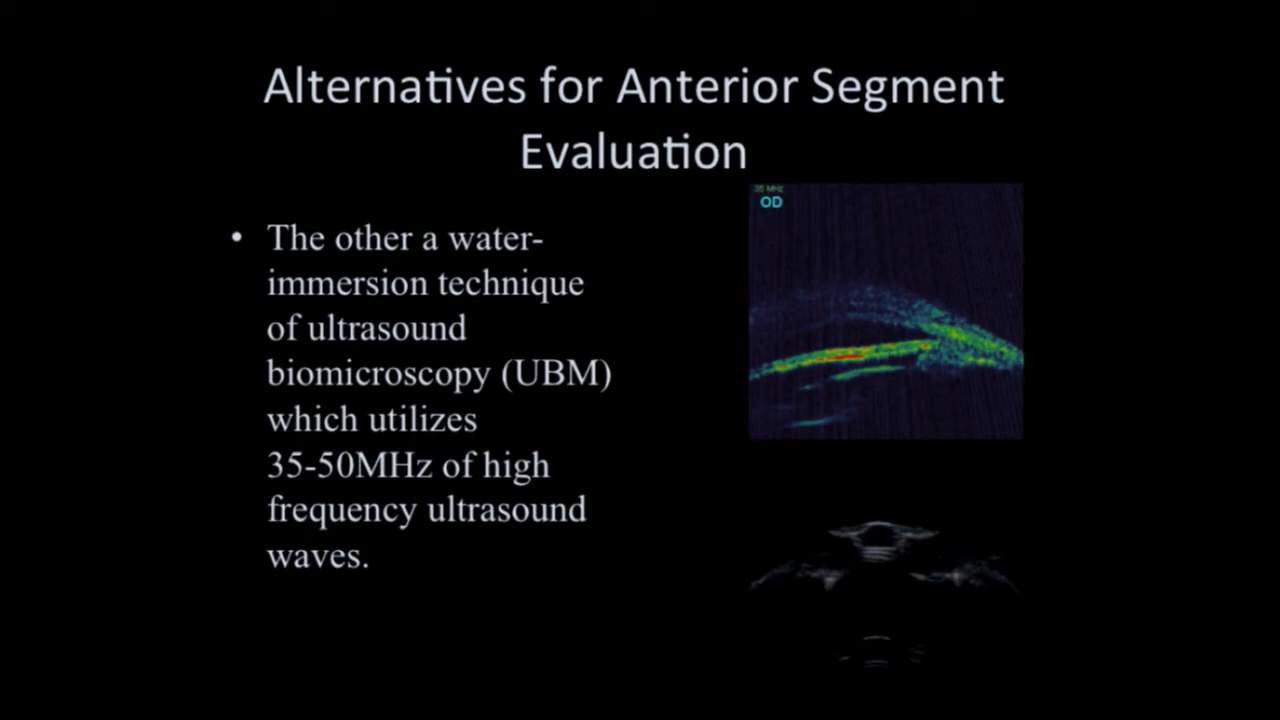 Alternatives for Anterior Segment
Evaluation
35 MHz
OD
• The other a water-
immersion technique
of ultrasound
biomicroscopy (UBM)
which utilizes
35-50MHz of high
frequency ultrasound
waves.